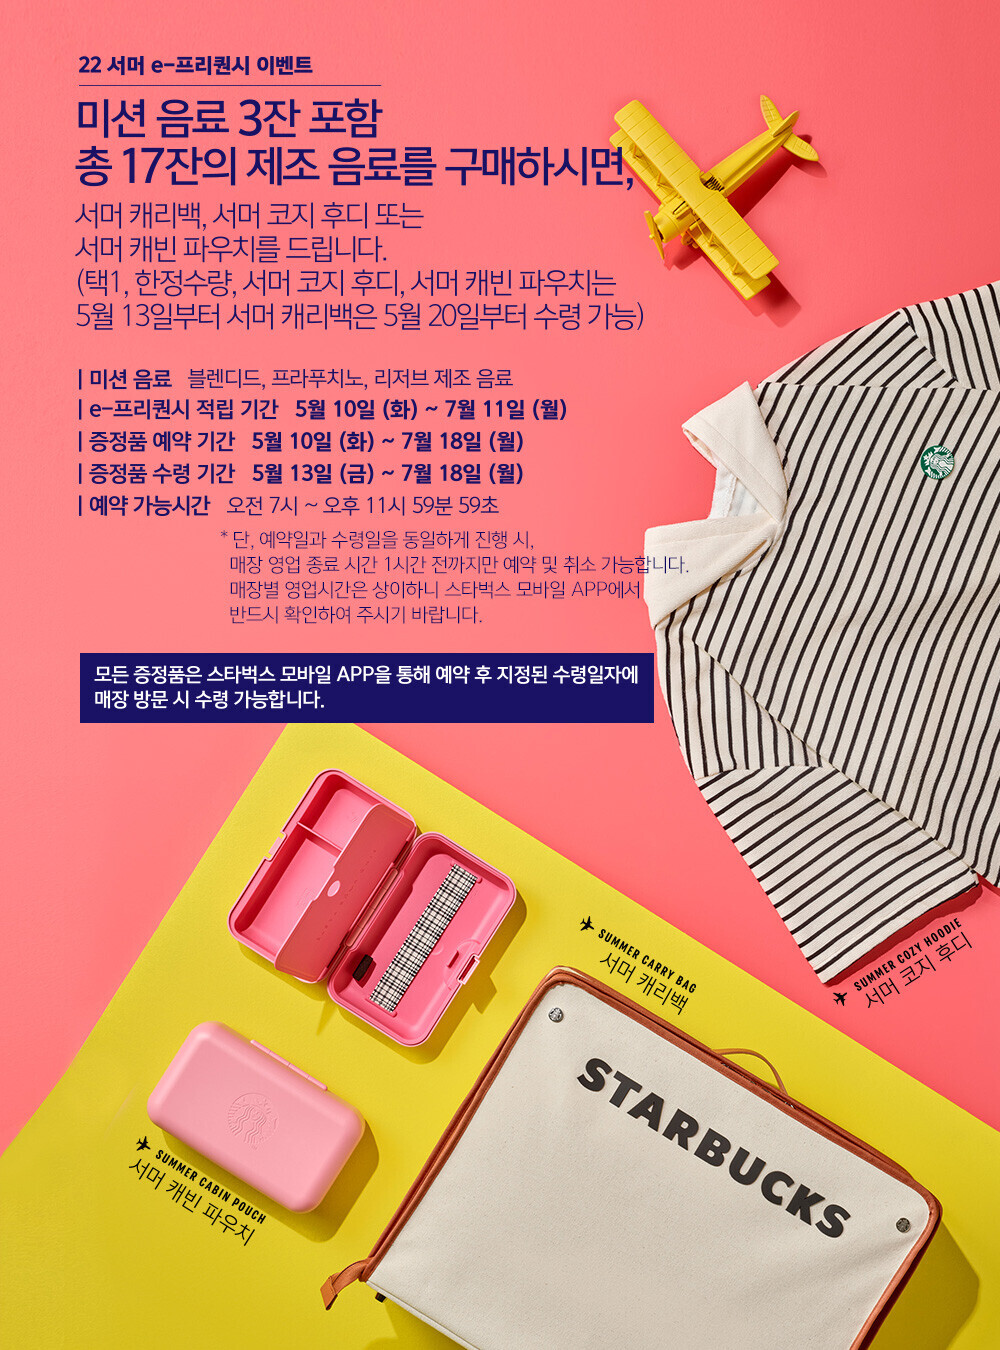 22 서머 e-프리퀀시 이벤트
미션 음료 3잔 포함
총 17잔의 제조 음료를 구매하시면,
서머 캐리백, 서머 코지 후디 또는
서머 캐빈 파우치를 드립니다.
(택1, 한정수량, 서머 코지 후디, 서머 캐빈 파우치는
5월 13일부터 서머 캐리백은 5월 20일부터 수령 가능)
| 미션 음료 블렌디드, 프라푸치노, 리저브 제조 음료
| e-프리퀀시 적립 기간 5월 10일 (화) ~ 7월 11일 (월)
| 증정품 예약 기간 5월 10일 (화) ~ 7월 18일 (월)
| 증정품 수령 기간 5월 13일 (금) ~ 7월 18일 (월)
| 예약 가능시간 오전 7시 ~ 오후 11시 59분 59초
* 단, 예약일과 수령일을 동일하게 진행 시,
매장 영업 종료 시간 1시간 전까지만 예약 및 취소 가능합니다.
매장별 영업시간은 상이하니 스타벅스 모바일 APP에서
반드시 확인하여 주시기 바랍니다.
모든 증정품은 스타벅스 모바일 APP을 통해 예약 후 지정된 수령일자에
매장 방문 시 수령 가능합니다.
SUMMER COZY HOODIE
서머 코지 후디
SUMMER CARRY BAG
서머 캐리백
STARBUCKS
SUMMER CABIN POUCH
서머 캐빈 파우치